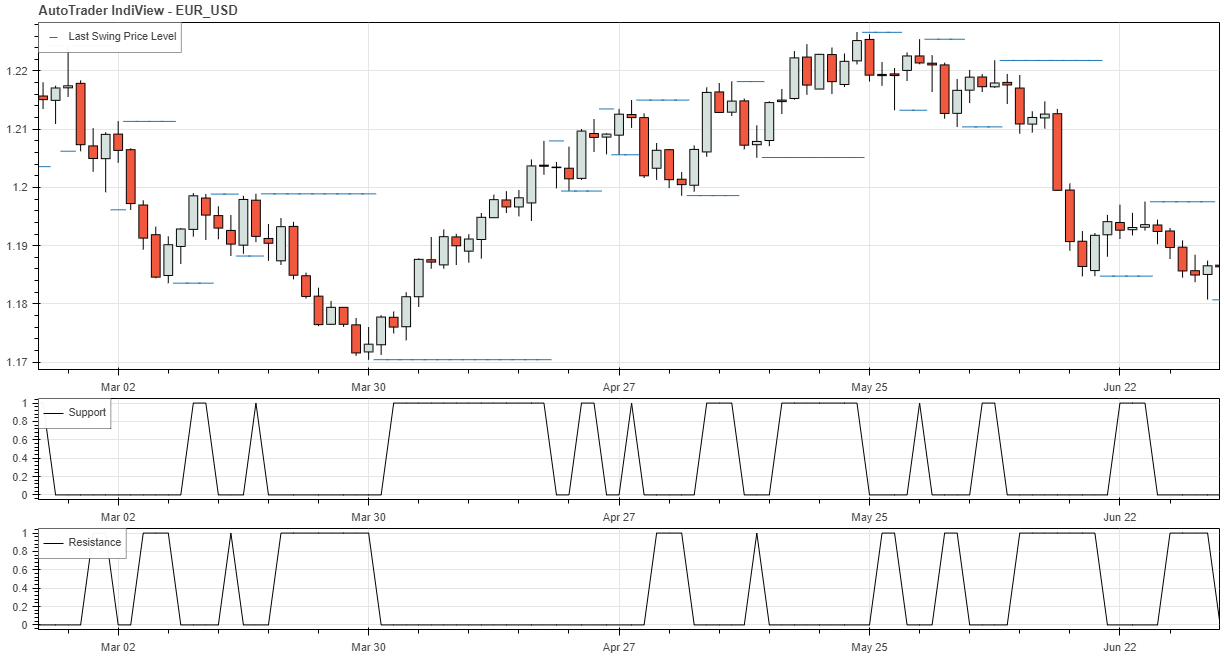 AutoTrader IndiView - EUR_USD
Last Swing Price Level
1.22
1.21
1.2
1.19
1.18
1.17
Mar 02 Mar 30 Apr 27 May 25 Jun 22
Support
1
0.8
0.6
0.4
0.2
0
Mar 02 Mar 30 Apr 27 May 25 Jun 22
Resistance
1
0.8
0.6
0.4
0.2
0
Mar 02 Mar 30 Apr 27 May 25 Jun 22